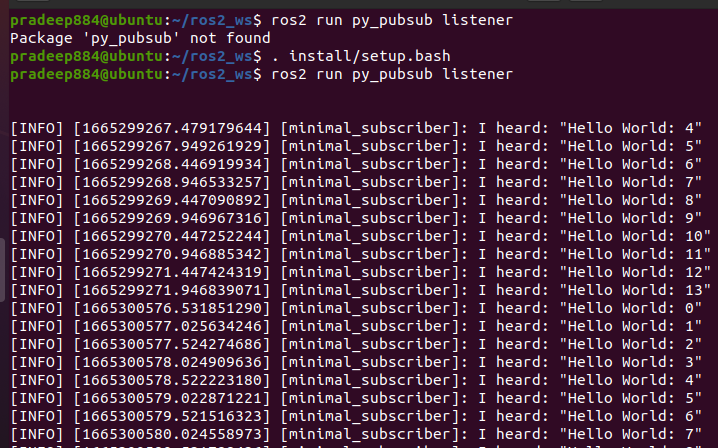 pradeep884@ubuntu:~/ros2_ws$ ros2 run py_pubsub listener
Package 'py_pubsub' not found
pradeep884@ubuntu:~/ros2_ws$ . install/setup.bash
pradeep884@ubuntu:~/ros2_ws$ ros2 run py_pubsub listener
[INFO] [1665299267.479179644] [minimal_subscriber]: I heard: "Hello World: 4"
[INFO] [1665299267.949261929] [minimal_subscriber]: I heard: "Hello World: 5"
[INFO] [1665299268.446919934] [minimal_subscriber]: I heard: "Hello World: 6"
[INFO] [1665299268.946533257] [minimal_subscriber]: I heard: "Hello World: 7"
[INFO] [1665299269.447090892] [minimal_subscriber]: I heard: "Hello World: 8"
[INFO] [1665299269.946967316] [minimal_subscriber]: I heard: "Hello World: 9"
[INFO] [1665299270.447252244] [minimal_subscriber]: I heard: "Hello World: 10"
[INFO] [1665299270.946885342] [minimal_subscriber]: I heard: "Hello World: 11"
[INFO] [1665299271.447424319] [minimal_subscriber]: I heard: "Hello World: 12"
[INFO] [1665299271.946839071] [minimal_subscriber]: I heard: "Hello World: 13"
[INFO] [1665300576.531851290] [minimal_subscriber]: I heard: "Hello World: 0"
[INFO] [1665300577.025634246] [minimal_subscriber]: I heard: "Hello World: 1"
[INFO] [1665300577.524274686] [minimal_subscriber]: I heard: "Hello World: 2"
[INFO] [1665300578.024909636] [minimal_subscriber]: I heard: "Hello World: 3"
[INFO] [1665300578.522223180] [minimal_subscriber]: I heard: "Hello World: 4"
[INFO] [1665300579.022871221] [minimal_subscriber]: I heard: "Hello World: 5"
[INFO] [1665300579.521516323] [minimal_subscriber]: I heard: "Hello World: 6"
[INFO] [1665300580.024558973] [minimal_subscriber]: I heard: "Hello World: 7"